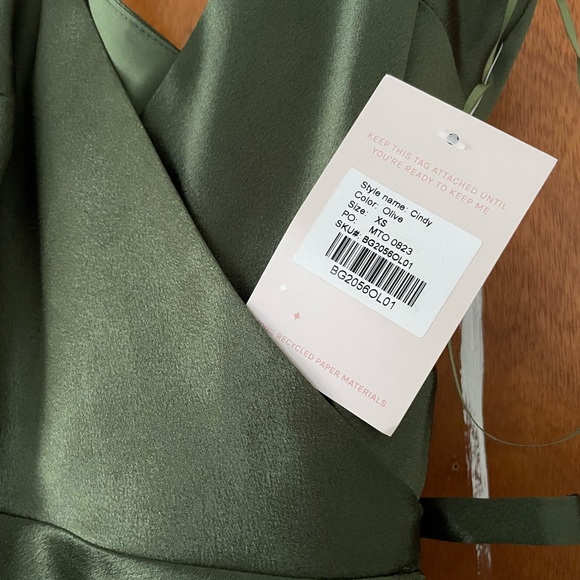 KEEP THIS TAG ATTACHED UNTIL
YOU'RE READY TO KEEP ME
Style name: Cindy
Color: Olive
Size: XS
PO: MTO 0823
SKU#: BG2056OL01
BG2056OL01
RECYCLED PAPER MATERIALS